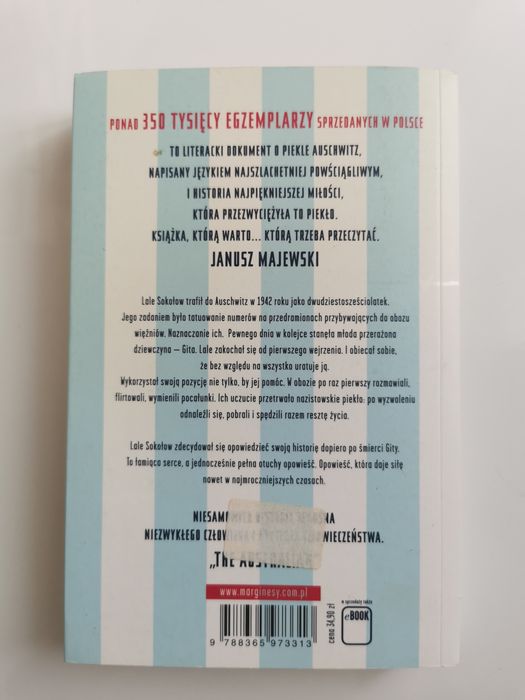 PONAD 350 TYSIĘCY EGZEMPLARZY SPRZEDANYCH W POLSCE
TO LITERACKI DOKUMENT O PIEKLE AUSCHWITZ,
NAPISANY JĘZYKIEM NAJSZLACHETNIEJ POWŚCIĄGLIWYM,
I HISTORIA NAJPIĘKNIEJSZEJ MIŁOŚCI,
KTÓRA PRZEZWYCIĘŻYŁA TO PIEKŁO.
KSIĄŻKA, KTÓRĄ WARTO... KTÓRĄ TRZEBA PRZECZYTAĆ.
JANUSZ MAJEWSKI
Lale Sokołow trafił do Auschwitz w 1942 roku jako dwudziestosześciolatek.
Jego zadaniem było tatuowanie numerów na przedramionach przybywających do obozu
więźniów. Naznaczanie ich. Pewnego dnia w kolejce stanęła młoda przerażona
dziewczyna – Gita. Lale zakochał się od pierwszego wejrzenia. I obiecał sobie,
że bez względu na wszystko uratuje ją.
Wykorzystał swoją pozycję nie tylko, by jej pomóc. W obozie po raz pierwszy rozmawiali,
flirtowali, wymienili pocałunki. Ich uczucie przetrwało nazistowskie piekło: po wyzwoleniu
odnaleźli się, pobrali i spędzili razem resztę życia.
Lale Sokołow zdecydował się opowiedzieć swoją historię dopiero po śmierci Gity.
To łamiąca serce, a jednocześnie pełna otuchy opowieść. Opowieść, która daje siłę
nawet w najmroczniejszych czasach.
NIEZWYKŁEGO
„THE
www.marginesy.com.pl
w sprzedaży także
eBOOK
cena 34,90 zł
9 788365 973313